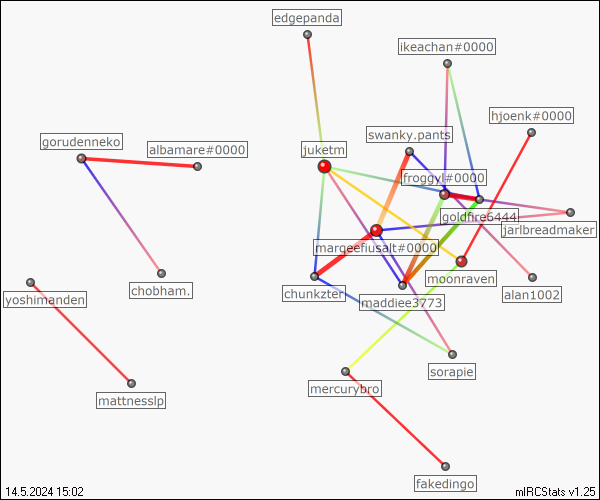 edgepanda
ikeachan#0000
hjoenk#0000
swanky.pants
gorudenneko
albamare#0000
juketm
froggyl#0000
goldfire6444
jarlbreadmaker
margeefiusalt#0000
moonraven
chobham.
chunkzter
alan1002
yoshimanden
maddiee3773
sorapie
mercurybro
mattnesslp
fakedingo
14.5.2024 15:02
mIRCStats v1.25